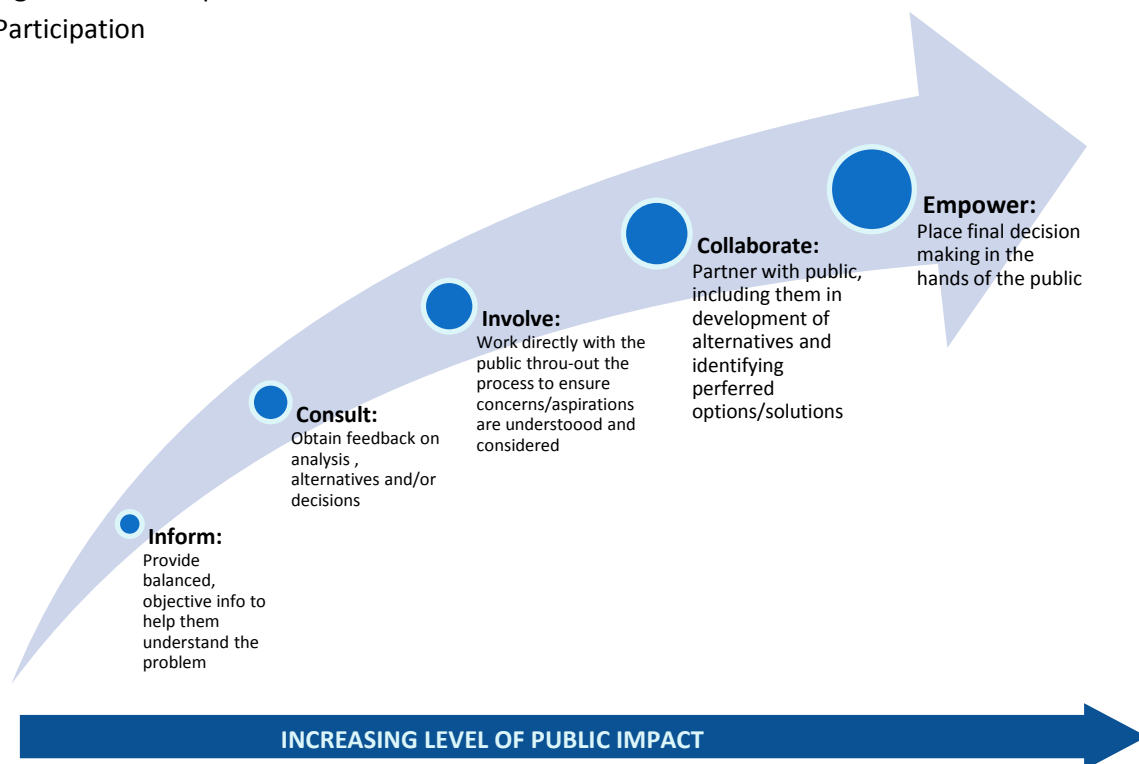 Participation
Empower:
Place final decision
making in the
hands of the public
Collaborate:
Partner with public,
including them in
development of
alternatives and
identifying
perferred
options/solutions
Involve:
Work directly with the
public throu-out the
process to ensure
concerns/aspirations
are understoood and
considered
Consult:
Obtain feedback on
analysis ,
alternatives and/or
decisions
Inform:
Provide
balanced,
objective info to
help them
understand the
problem
INCREASING LEVEL OF PUBLIC IMPACT